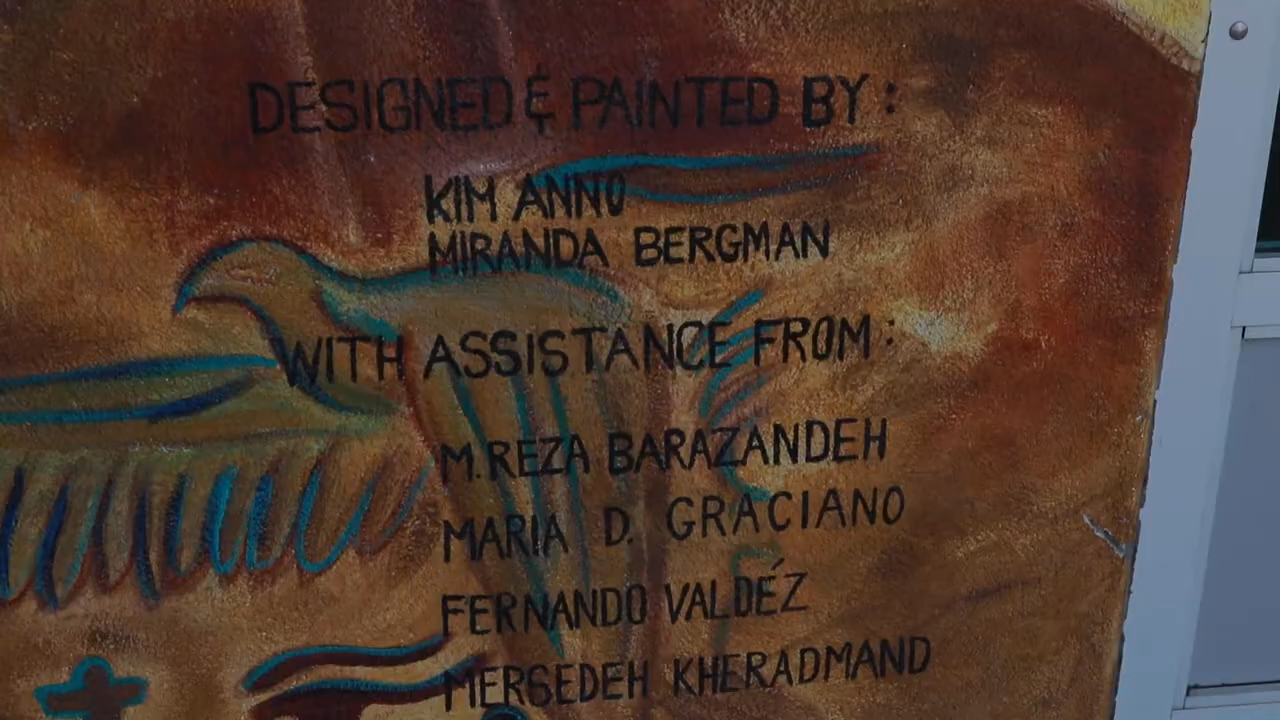 DESIGNED & PAINTED BY:
KIM ANNO
MIRANDA BERGMAN
WITH ASSISTANCE FROM:
M. REZA BARAZANDEH
MARIA D. GRACIANO
FERNANDO VALDÉZ
MERSEDEH KHERADMAND